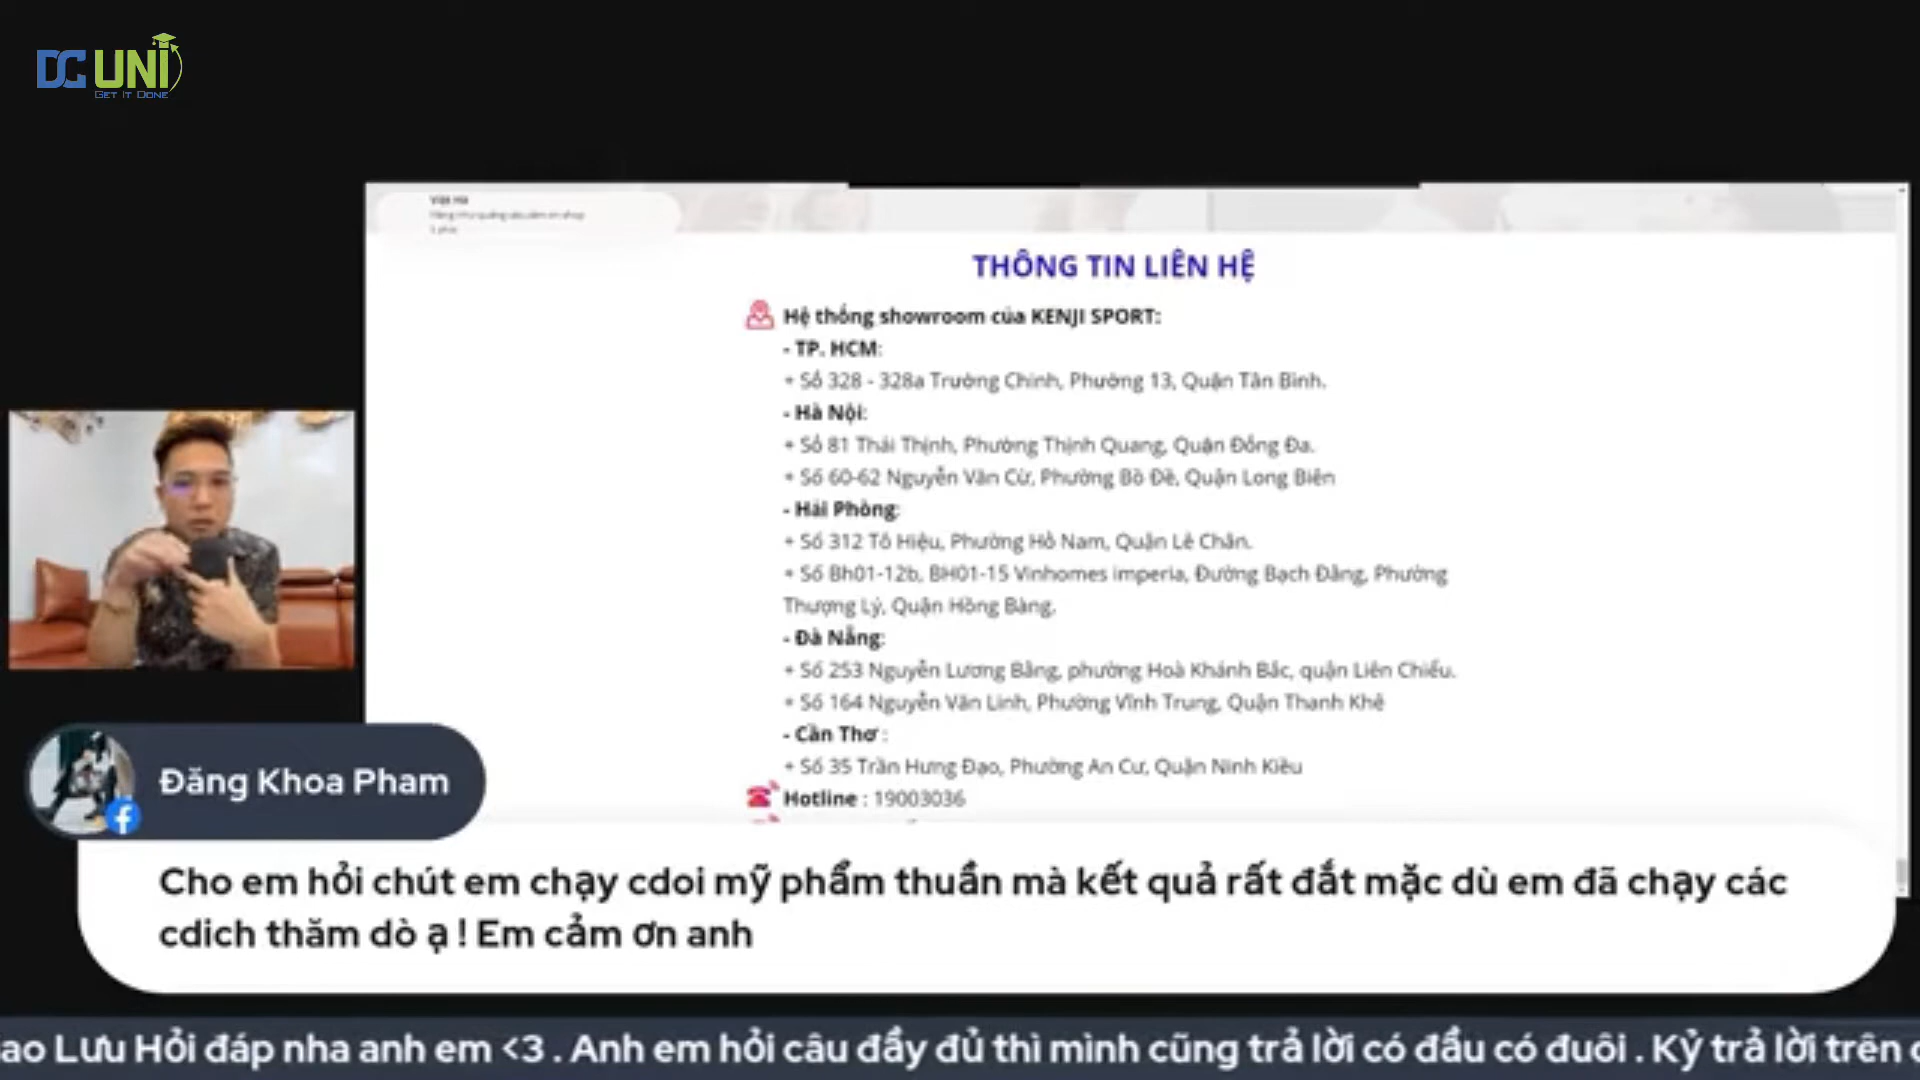 DC UNI
GET IT DONE
THÔNG TIN LIÊN HỆ
Hệ thống showroom của KENJI SPORT:
- TP. HCM:
+ Số 328 - 328a Trường Chinh, Phường 13, Quận Tân Bình.
- Hà Nội:
+ Số 81 Thái Thịnh, Phường Thịnh Quang, Quận Đống Đa.
+ Số 60-62 Nguyễn Văn Cừ, Phường Bồ Đề, Quận Long Biên
- Hải Phòng:
+ Số 312 Tô Hiệu, Phường Hồ Nam, Quận Lê Chân.
+ Số Bh01-12b, BH01-15 Vinhomes imperia, Đường Bạch Đằng, Phường
Thượng Lý, Quận Hồng Bàng.
- Đà Nẵng:
+ Số 253 Nguyễn Lương Bằng, phường Hoà Khánh Bắc, quận Liên Chiểu.
+ Số 164 Nguyễn Văn Linh, Phường Vĩnh Trung, Quận Thanh Khê
- Cần Thơ :
+ Số 35 Trần Hưng Đạo, Phường An Cư, Quận Ninh Kiều
Hotline : 19003036
Đăng Khoa Pham
Cho em hỏi chút em chạy cdoi mỹ phẩm thuần mà kết quả rất đắt mặc dù em đã chạy các
cdich thăm dò ạ ! Em cảm ơn anh
ao Lưu Hỏi đáp nha anh em <3 . Anh em hỏi câu đầy đủ thì mình cũng trả lời có đầu có đuôi . Kỷ trả lời trên